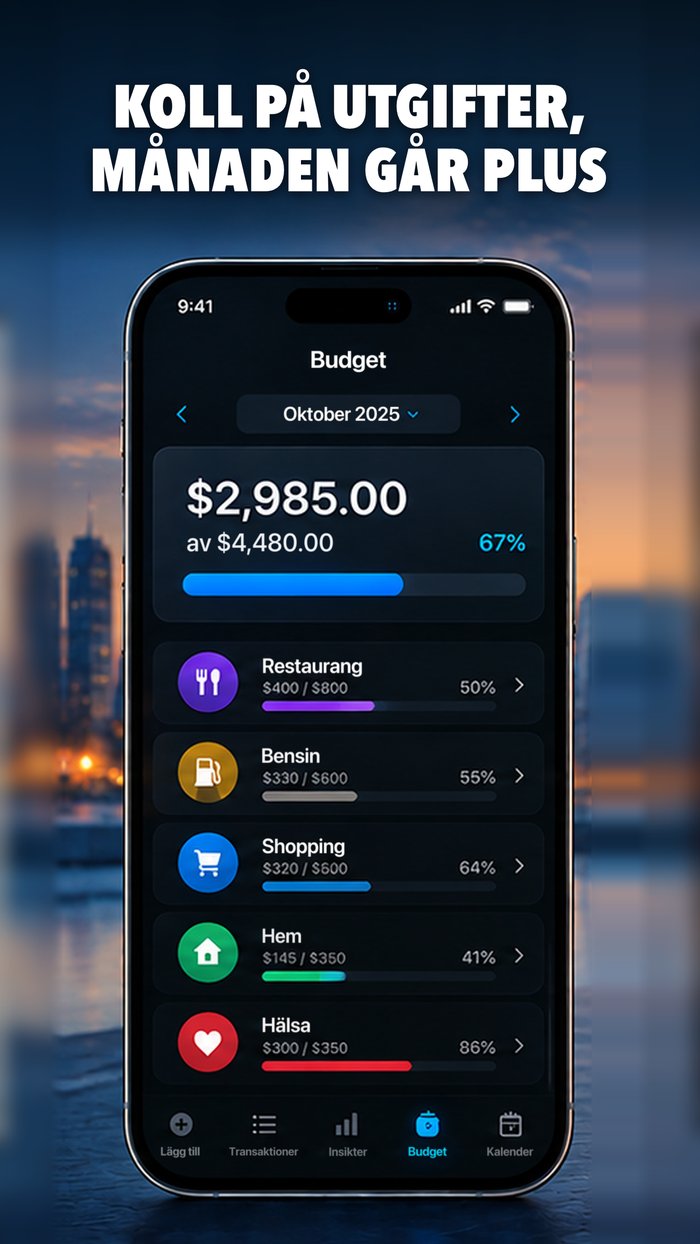 KOLL PÅ UTGIFTER,
MÅNADEN GÅR PLUS
9:41
Budget
Oktober 2025
$2,985.00
av $4,480.00
67%
Restaurang
$400 / $800
50%
Bensin
$330 / $600
55%
Shopping
$320 / $600
64%
Hem
$145 / $350
41%
Hälsa
$300 / $350
86%
Lägg till
Transaktioner
Insikter
Budget
Kalender